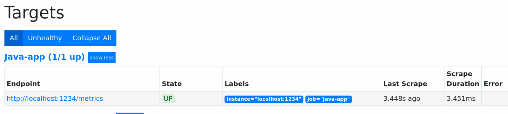 Targets
All Unhealthy Collapse All
Java-app (1/1 up) show less
Endpoint State Labels Last Scrape Scrape Duration Error
http://localhost:1234/metrics UP instance="localhost:1234" job="java-app" 3.448s ago 3.451ms